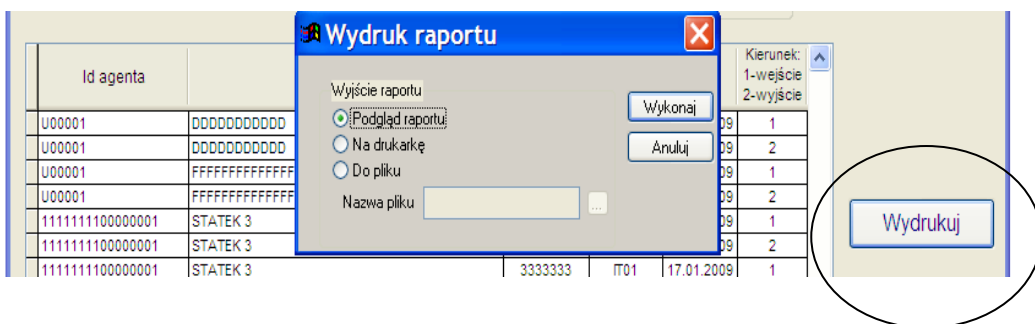 Wydruk raportu
Kierunek:
1-wejście
2-wyjście
Id agenta
Wyjście raportu
Podgląd raportu
Na drukarkę
Do pliku
Nazwa pliku
...
Wykonaj
Anuluj
U00001 DDDDDDDDDDD 09 1
U00001 DDDDDDDDDDD 09 2
U00001 FFFFFFFFFFFFFF 09 1
U00001 FFFFFFFFFFFFFF 09 2
1111111100000001 STATEK 3 09 1
1111111100000001 STATEK 3 09 2
1111111100000001 STATEK 3 3333333 IT01 17.01.2009 1
Wydrukuj